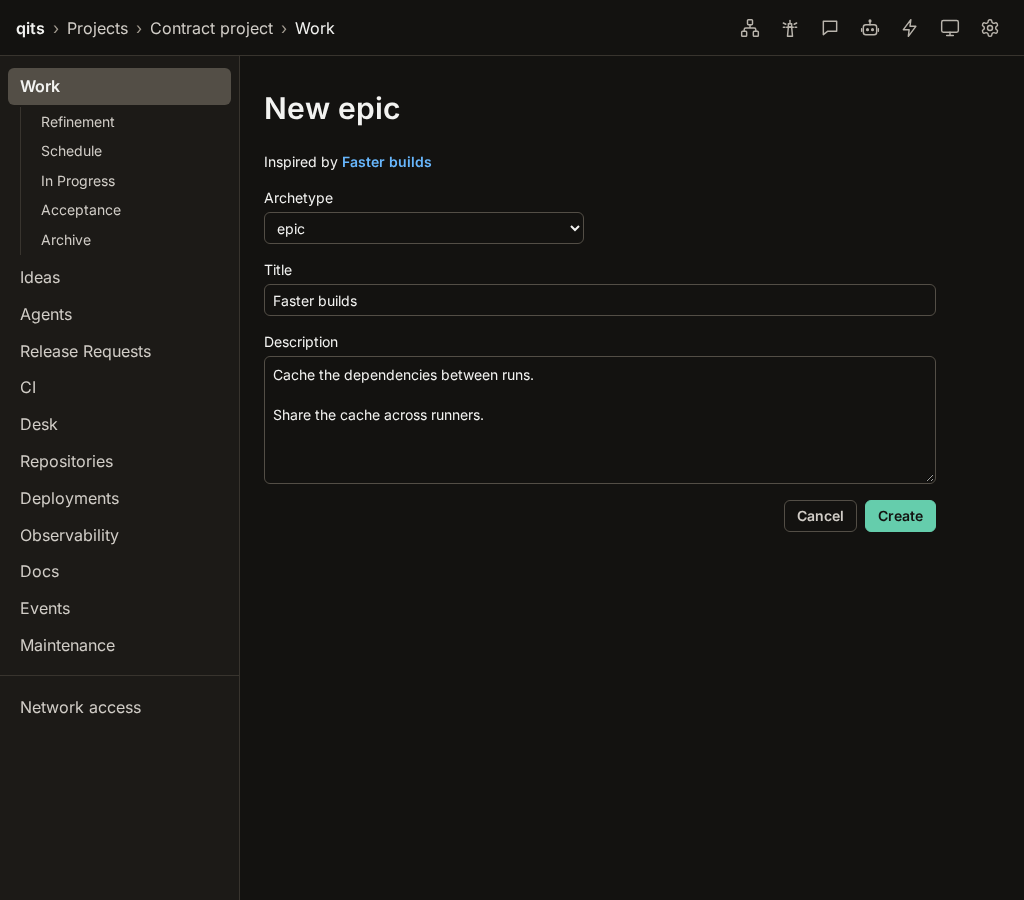 qits › Projects › Contract project › Work
Work
Refinement
Schedule
In Progress
Acceptance
Archive
Ideas
Agents
Release Requests
CI
Desk
Repositories
Deployments
Observability
Docs
Events
Maintenance
Network access
New epic
Inspired by Faster builds
Archetype
epic
Title
Faster builds
Description
Cache the dependencies between runs.
Share the cache across runners.
Cancel Create